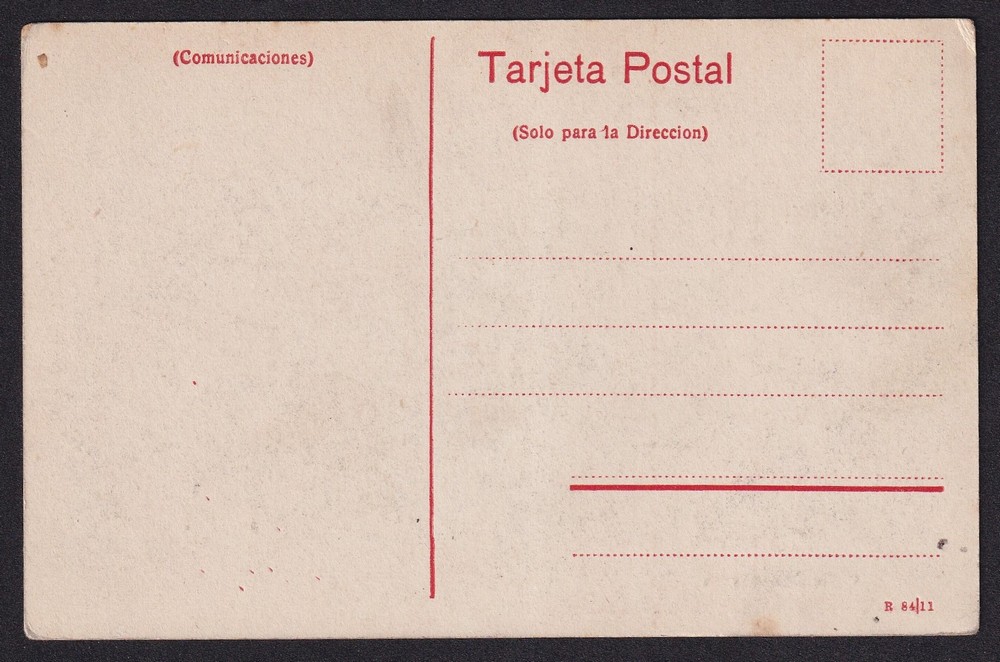 (Comunicaciones)
Tarjeta Postal
(Solo para la Direccion)
R 84|11